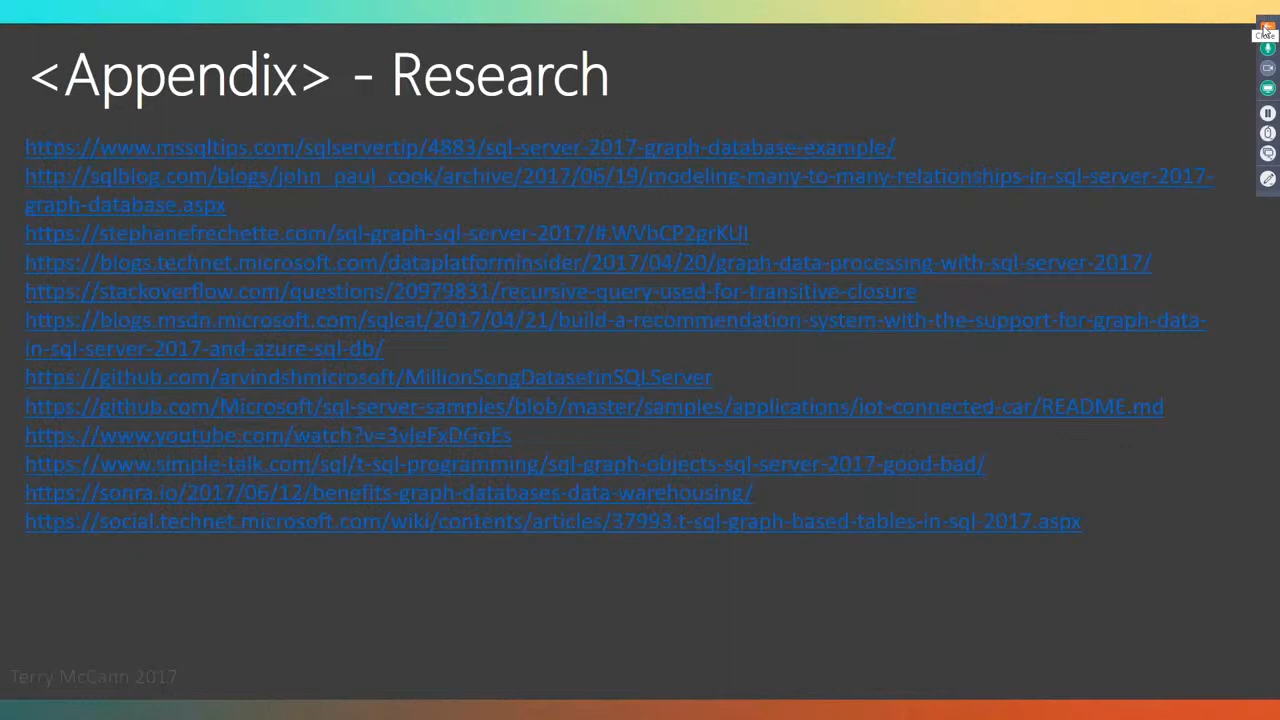 <Appendix> - Research
Close
https://www.mssqltips.com/sqlservertip/4883/sql-server-2017-graph-database-example/
http://sqlblog.com/blogs/john_paul_cook/archive/2017/06/19/modeling-many-to-many-relationships-in-sql-server-2017-
graph-database.aspx
https://stephanefrechette.com/sql-graph-sql-server-2017/#.WVbCP2grKUI
https://blogs.technet.microsoft.com/dataplatforminsider/2017/04/20/graph-data-processing-with-sql-server-2017/
https://stackoverflow.com/questions/20979831/recursive-query-used-for-transitive-closure
https://blogs.msdn.microsoft.com/sqlcat/2017/04/21/build-a-recommendation-system-with-the-support-for-graph-data-
in-sql-server-2017-and-azure-sql-db/
https://github.com/arvindshmicrosoft/MillionSongDatasetinSQLServer
https://github.com/Microsoft/sql-server-samples/blob/master/samples/applications/iot-connected-car/README.md
https://www.youtube.com/watch?v=3vleFxDGoEs
https://www.simple-talk.com/sql/t-sql-programming/sql-graph-objects-sql-server-2017-good-bad/
https://sonra.io/2017/06/12/benefits-graph-databases-data-warehousing/
https://social.technet.microsoft.com/wiki/contents/articles/37993.t-sql-graph-based-tables-in-sql-2017.aspx
Terry McCann 2017